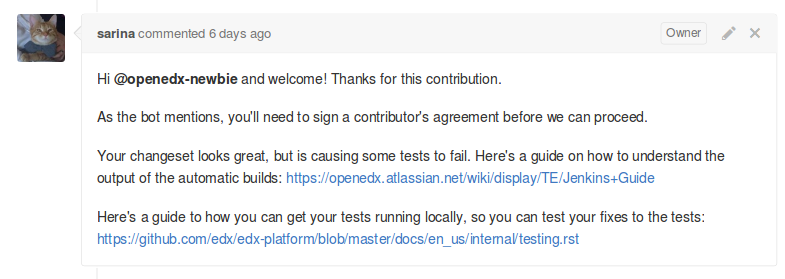 sarina commented 6 days ago Owner
Hi @openedx-newbie and welcome! Thanks for this contribution.
As the bot mentions, you'll need to sign a contributor's agreement before we can proceed.
Your changeset looks great, but is causing some tests to fail. Here's a guide on how to understand the
output of the automatic builds: https://openedx.atlassian.net/wiki/display/TE/Jenkins+Guide
Here's a guide to how you can get your tests running locally, so you can test your fixes to the tests:
https://github.com/edx/edx-platform/blob/master/docs/en_us/internal/testing.rst